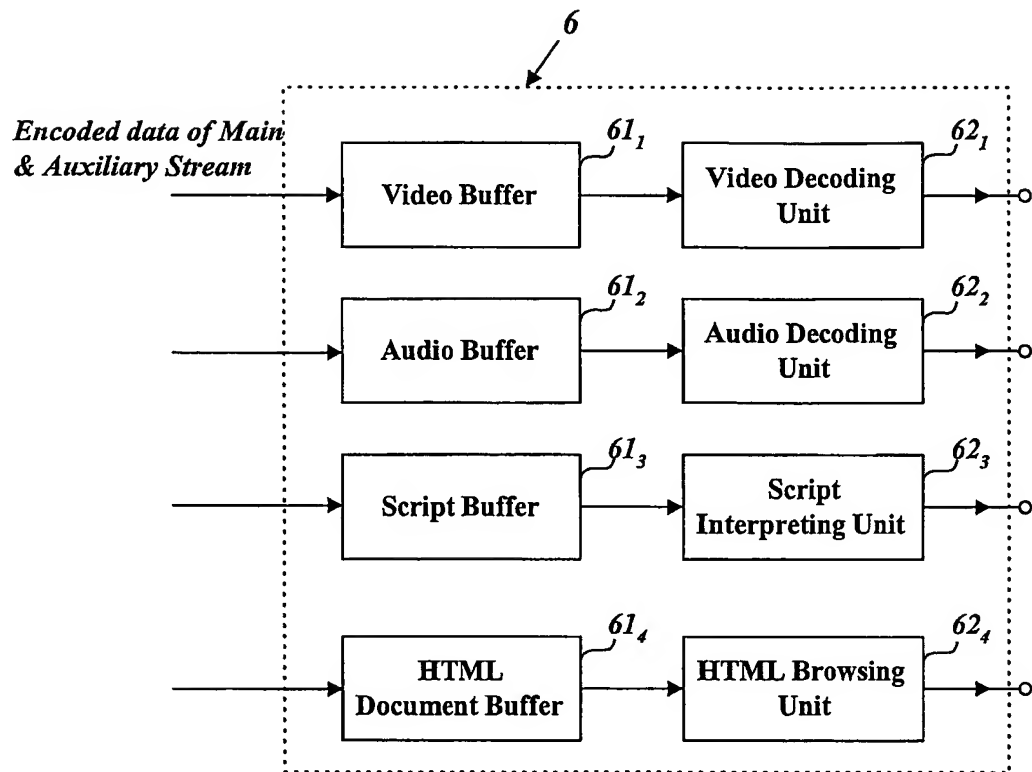 6
Encoded data of Main
& Auxiliary Stream
61₁
62₁
Video Buffer
Video Decoding
Unit
61₂
62₂
Audio Buffer
Audio Decoding
Unit
61₃
62₃
Script Buffer
Script
Interpreting Unit
61₄
62₄
HTML
Document Buffer
HTML Browsing
Unit